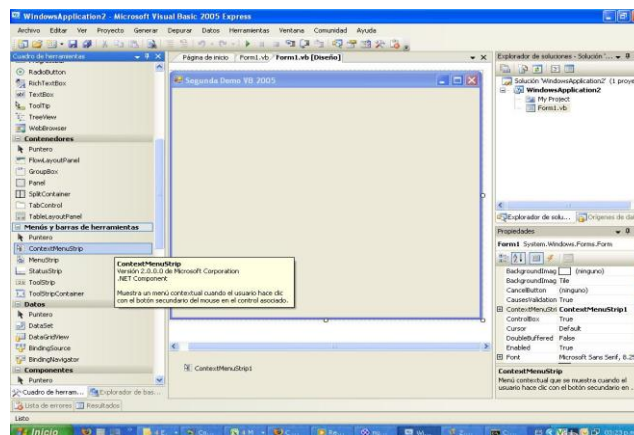 WindowsApplication2 - Microsoft Visual Basic 2005 Express
Archivo Editar Ver Proyecto Generar Depurar Datos Herramientas Ventana Comunidad Ayuda
Cuadro de herramientas
RadioButton
RichTextBox
TextBox
ToolTip
TreeView
WebBrowser
Contenedores
Puntero
FlowLayoutPanel
GroupBox
Panel
SplitContainer
TabControl
TableLayoutPanel
Menús y barras de herramientas
Puntero
ContextMenuStrip
MenuStrip
StatusStrip
ToolStrip
ToolStripContainer
Datos
Puntero
DataSet
DataGridView
BindingSource
BindingNavigator
Componentes
Puntero
Cuadro de herram... Explorador de bas...
Lista de errores Resultados
Listo
Página de inicio Form1.vb Form1.vb [Diseño]
Segunda Demo VB 2005
ContextMenuStrip
Versión 2.0.0.0 de Microsoft Corporation
.NET Component
Muestra un menú contextual cuando el usuario hace clic
con el botón secundario del mouse en el control asociado.
ContextMenuStrip1
Explorador de soluciones - Solución '...
Solución 'WindowsApplication2' (1 proye
WindowsApplication2
My Project
Form1.vb
Explorador de solu... Orígenes de da
Propiedades
Form1 System.Windows.Forms.Form
BackgroundImag (ninguno)
BackgroundImag Tile
CancelButton (ninguno)
CausesValidation True
ContextMenuStri ContextMenuStrip1
ControlBox True
Cursor Default
DoubleBuffered False
Enabled True
Font Microsoft Sans Serif, 8.25
ContextMenuStrip
Menú contextual que se muestra cuando el
usuario hace clic con el botón secundario en ..
Inicio
ES